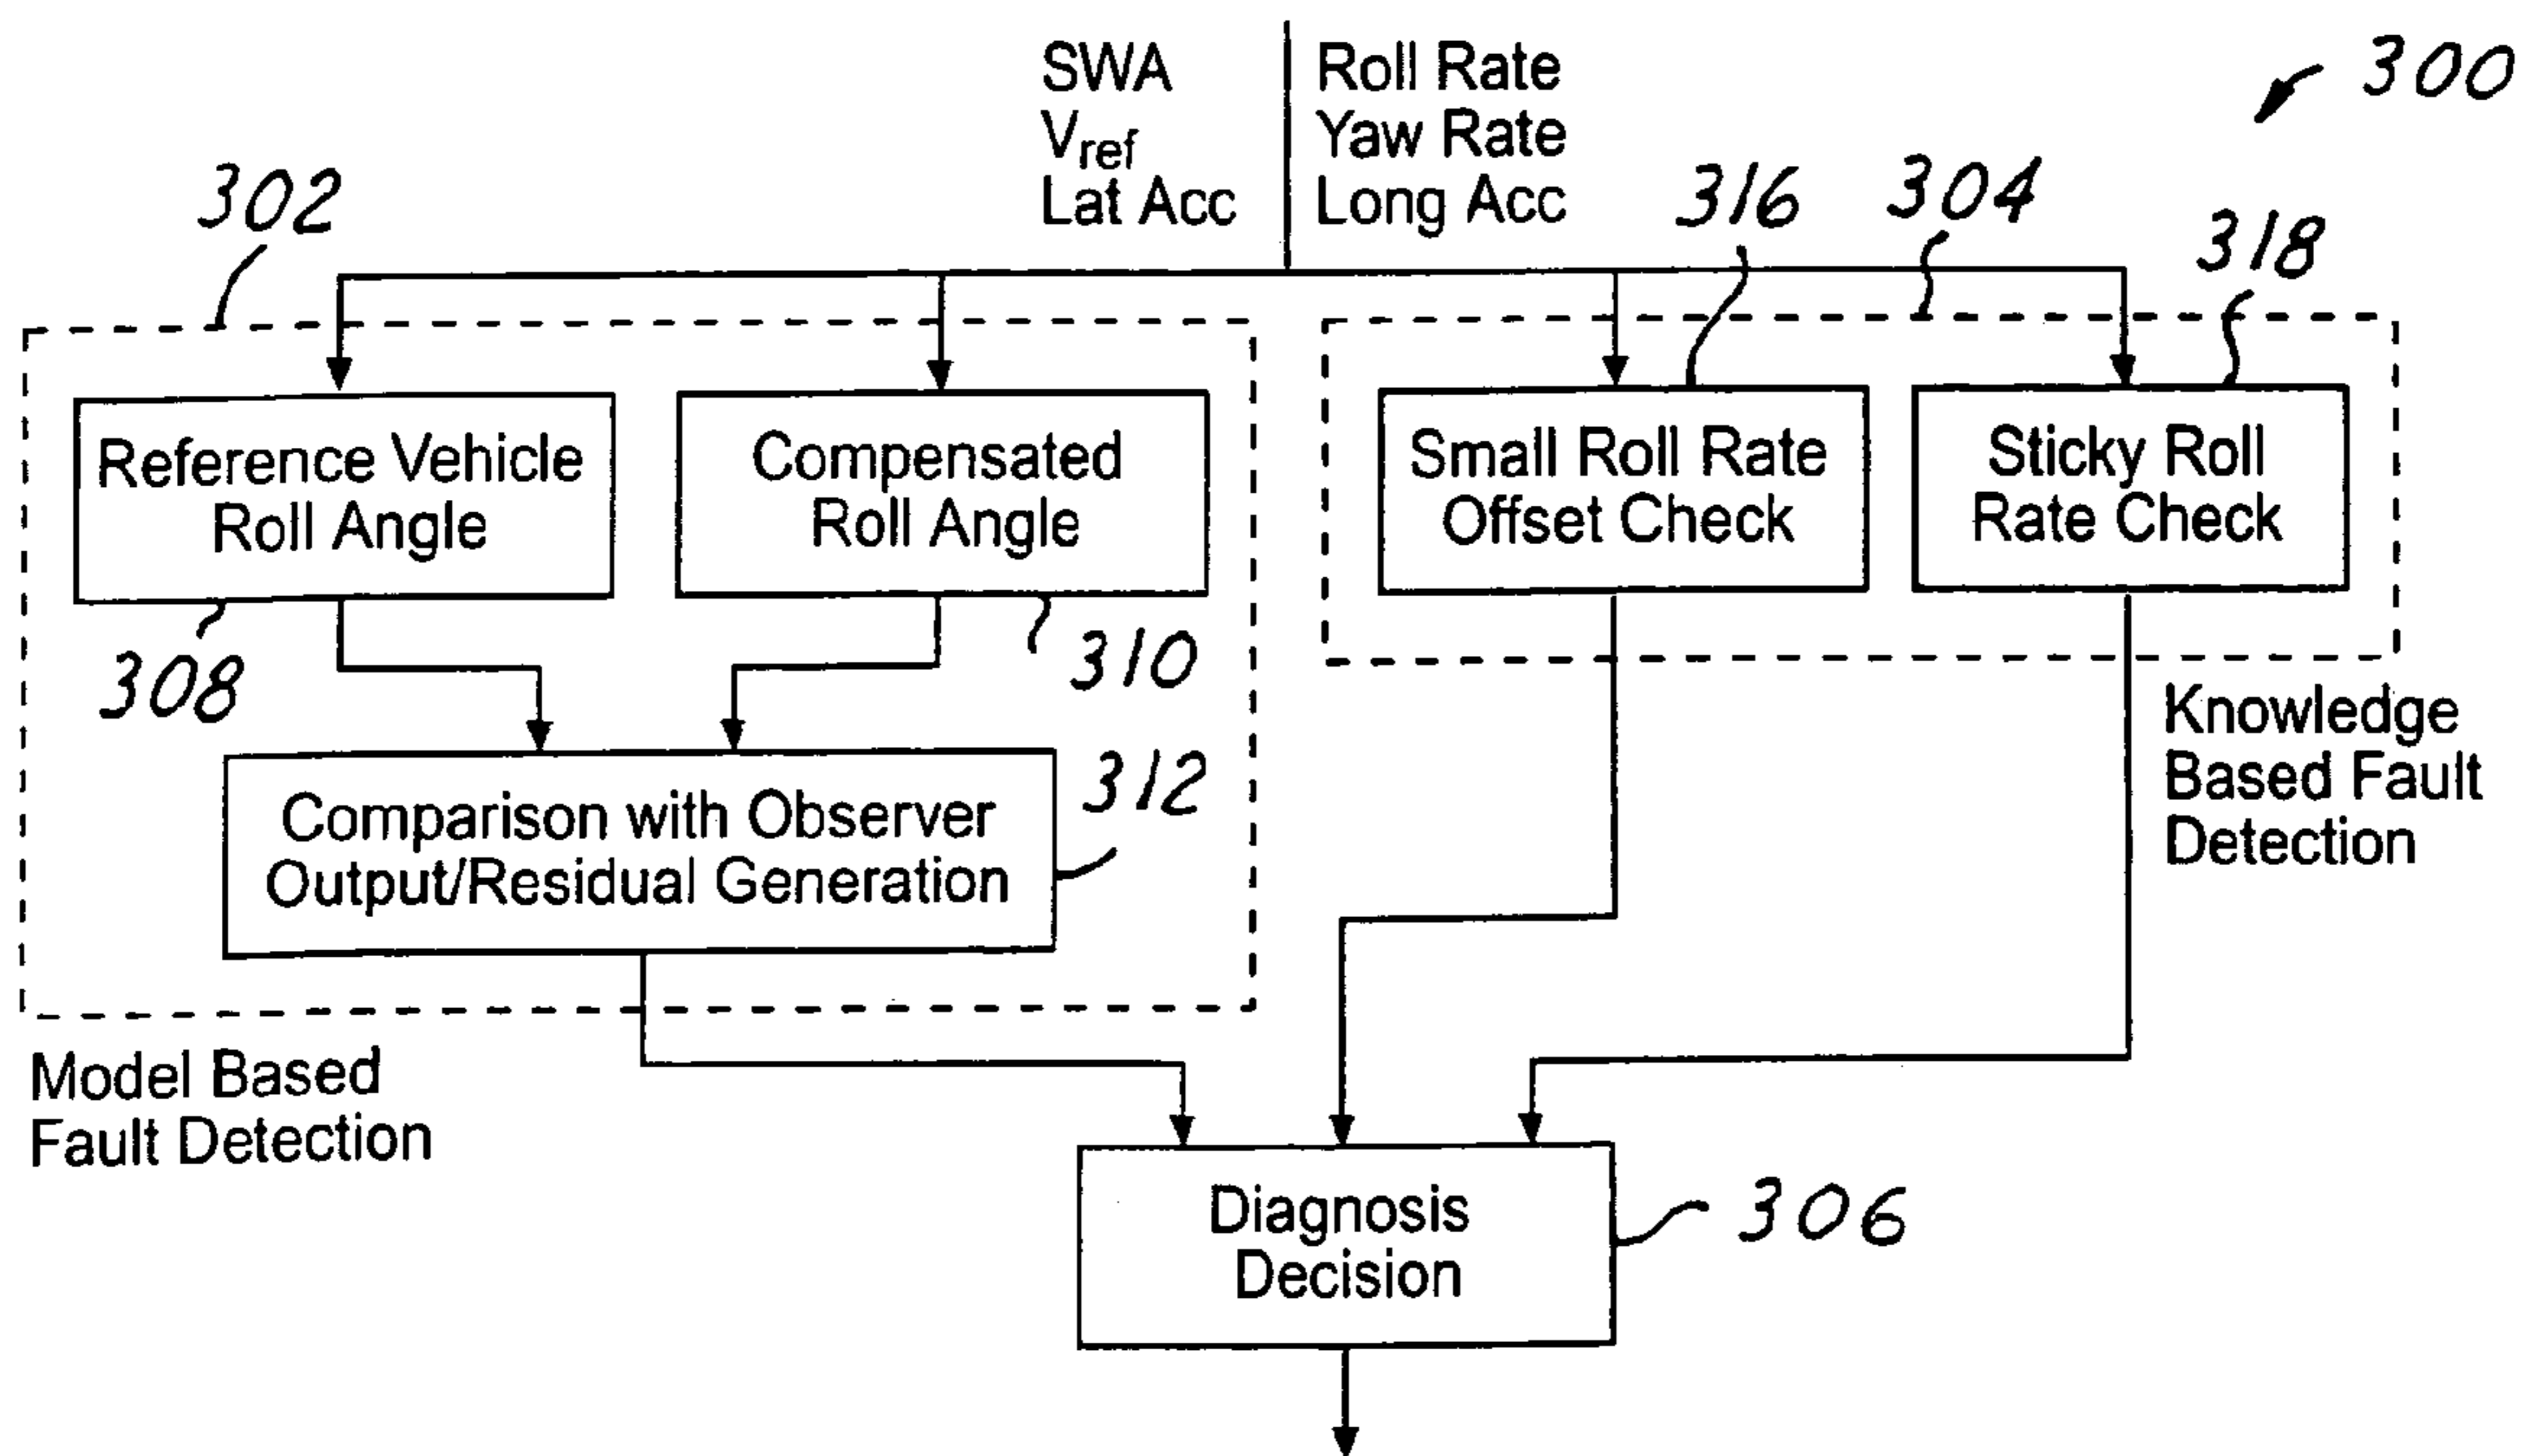 SWA
Vref
Lat Acc
Roll Rate
Yaw Rate
Long Acc
300
302
316
304
318
Reference Vehicle
Roll Angle
Compensated
Roll Angle
Small Roll Rate
Offset Check
Sticky Roll
Rate Check
308
310
Comparison with Observer
Output/Residual Generation
312
Knowledge
Based Fault
Detection
Model Based
Fault Detection
Diagnosis
Decision
306